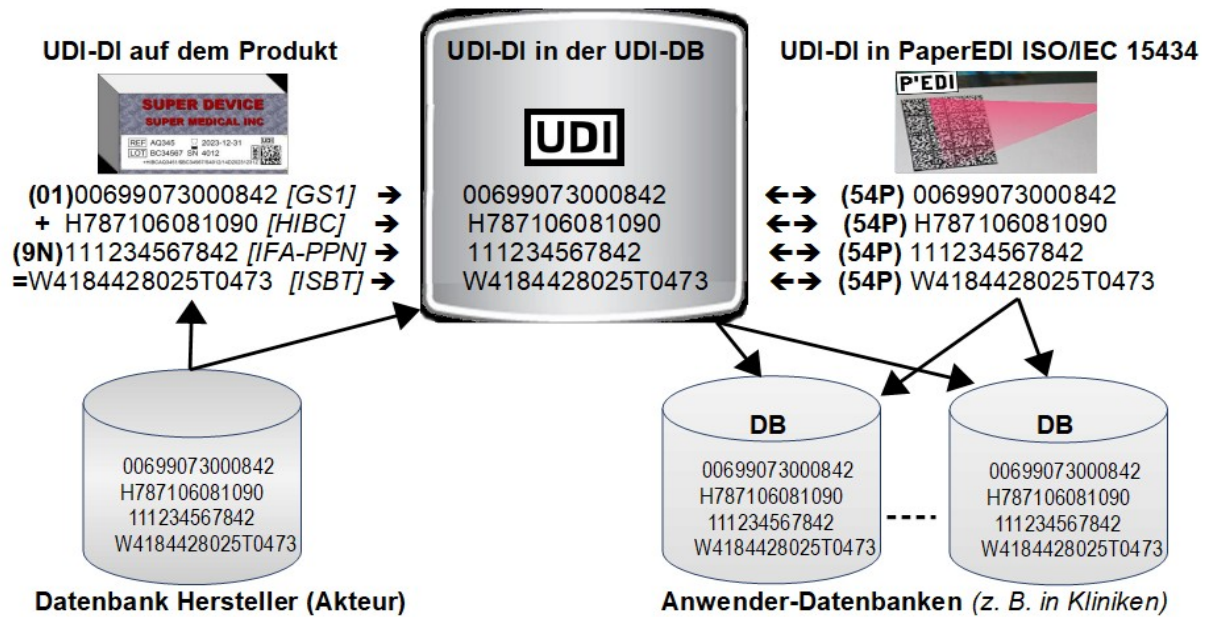 UDI-DI auf dem Produkt
UDI-DI in der UDI-DB
UDI-DI in PaperEDI ISO/IEC 15434
P'EDI
SUPER DEVICE
SUPER MEDICAL INC
UDI
REF AQ345 2023-12-31
LOT BC34567 SN 4012
UDI
(01)00699073000842 [GS1] ➔ 00699073000842 ←→ (54P) 00699073000842
+ H787106081090 [HIBC] ➔ H787106081090 ←→ (54P) H787106081090
(9N)111234567842 [IFA-PPN] ➔ 111234567842 ←→ (54P) 111234567842
=W4184428025T0473 [ISBT] ➔ W4184428025T0473 ←→ (54P) W4184428025T0473
00699073000842
H787106081090
111234567842
W4184428025T0473
DB
00699073000842
H787106081090
111234567842
W4184428025T0473
DB
00699073000842
H787106081090
111234567842
W4184428025T0473
Datenbank Hersteller (Akteur)
Anwender-Datenbanken (z. B. in Kliniken)